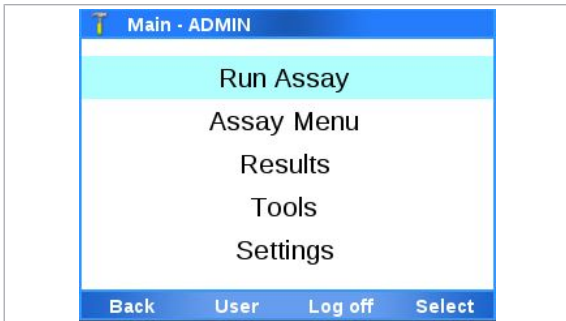 Main - ADMIN
Run Assay
Assay Menu
Results
Tools
Settings
Back User Log off Select